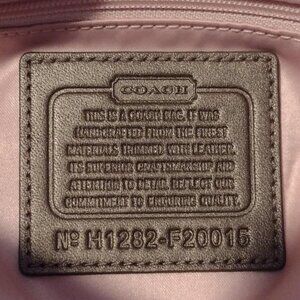 COACH
THIS IS A COACH BAG. IT WAS
HANDCRAFTED FROM THE FINEST
MATERIALS TRIMMED WITH LEATHER.
ITS SUPERIOR CRAFTSMANSHIP AND
ATTENTION TO DETAIL REFLECT OUR
COMMITMENT TO ENDURING QUALITY.
Nº H1282-F20015